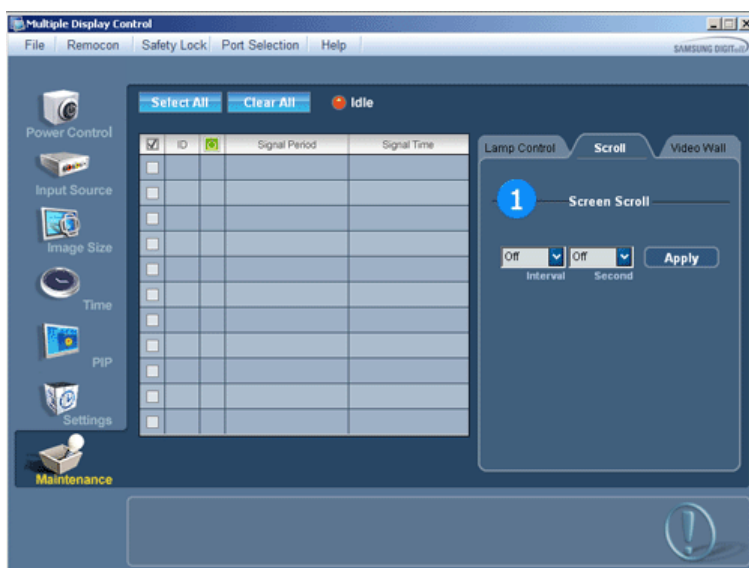 Multiple Display Control
File Remocon Safety Lock Port Selection Help
SAMSUNG DIGITall
Select All Clear All Idle
Power Control
Input Source
Image Size
Time
PIP
Settings
Maintenance
ID Signal Period Signal Time
Lamp Control Scroll Video Wall
1 Screen Scroll
Off Off Apply
Interval Second